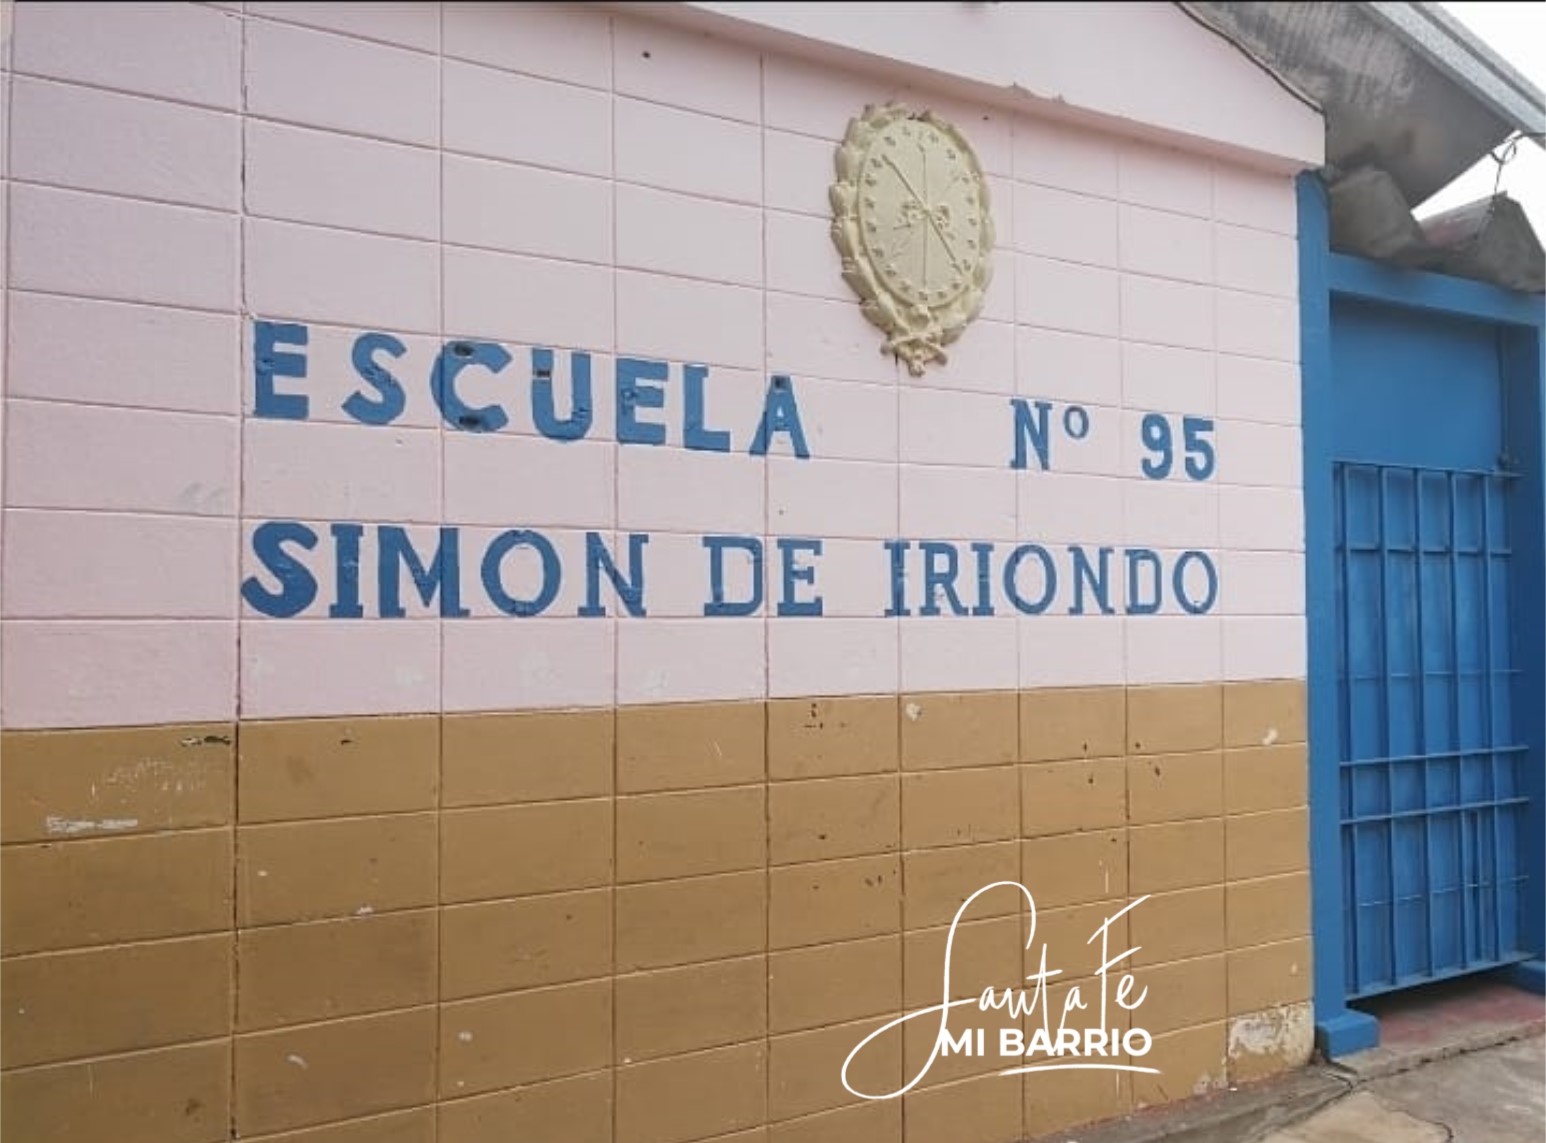 ESCUELA Nº 95
SIMON DE IRIONDO
Santa Fe
MI BARRIO